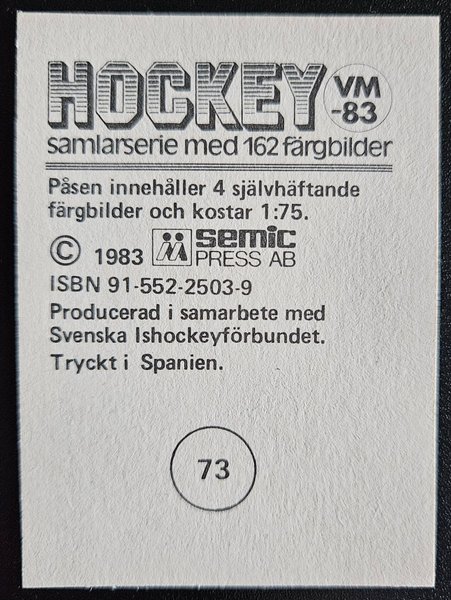 HOCKEY VM
-83
samlarserie med 162 färgbilder
Påsen innehåller 4 självhäftande
färgbilder och kostar 1:75.
© 1983 semic
PRESS AB
ISBN 91-552-2503-9
Producerad i samarbete med
Svenska Ishockeyförbundet.
Tryckt i Spanien.
73